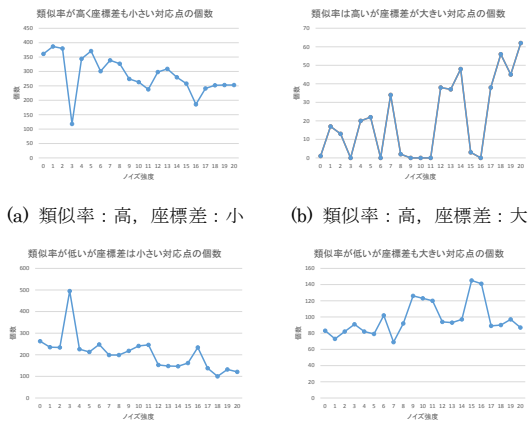 類似率が高く座標差も小さい対応点の個数
450
400
350
300
250
200
150
100
50
0
個数
0 1 2 3 4 5 6 7 8 9 10 11 12 13 14 15 16 17 18 19 20
ノイズ強度
(a) 類似率：高，座標差：小
類似率は高いが座標差が大きい対応点の個数
70
60
50
40
30
20
10
0
個数
0 1 2 3 4 5 6 7 8 9 10 11 12 13 14 15 16 17 18 19 20
ノイズ強度
(b) 類似率：高，座標差：大
類似率が低いが座標差は小さい対応点の個数
600
500
400
300
200
100
0
個数
0 1 2 3 4 5 6 7 8 9 10 11 12 13 14 15 16 17 18 19 20
ノイズ強度
類似率が低いが座標差も大きい対応点の個数
160
140
120
100
80
60
40
20
0
個数
0 1 2 3 4 5 6 7 8 9 10 11 12 13 14 15 16 17 18 19 20
ノイズ強度